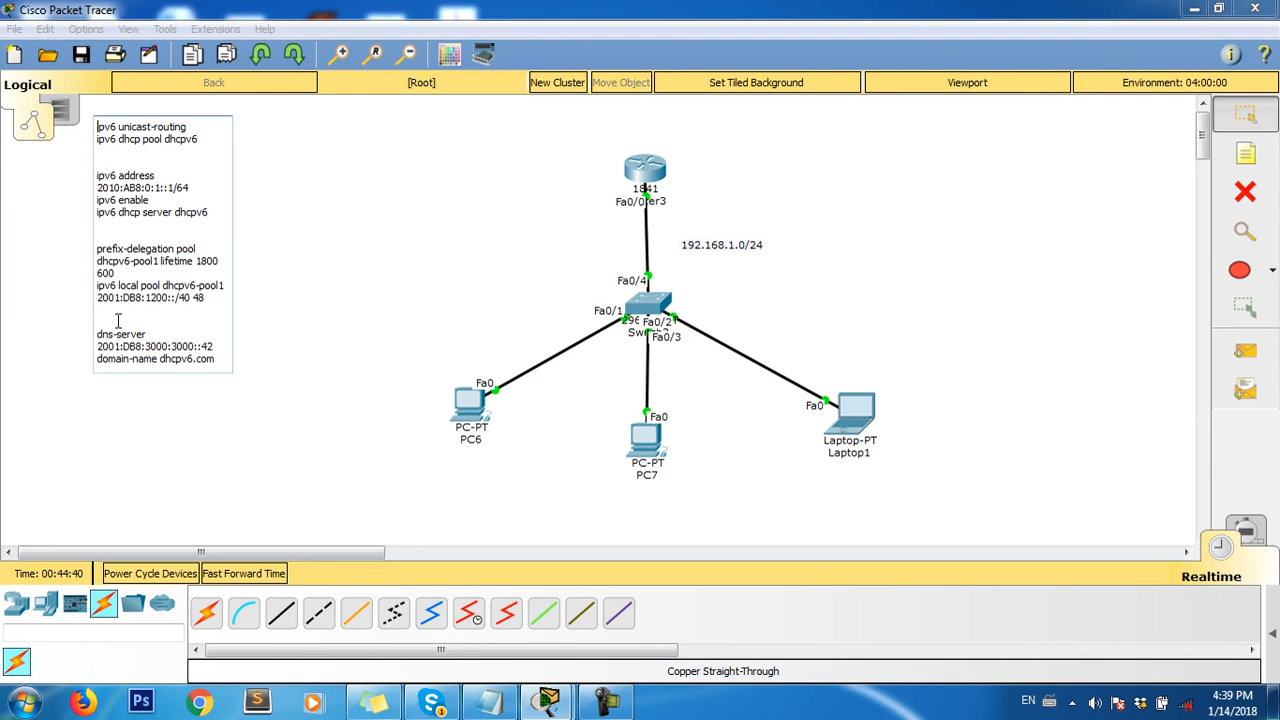 Cisco Packet Tracer
File Edit Options View Tools Extensions Help
Logical
Back
[Root]
New Cluster
Move Object
Set Tiled Background
Viewport
Environment: 04:00:00
ipv6 unicast-routing
ipv6 dhcp pool dhcpv6
ipv6 address
2010:AB8:0:1::1/64
ipv6 enable
ipv6 dhcp server dhcpv6
prefix-delegation pool
dhcpv6-pool1 lifetime 1800
600
ipv6 local pool dhcpv6-pool1
2001:DB8:1200::/40 48
dns-server
2001:DB8:3000:3000::42
domain-name dhcpv6.com
1841
Fa0/0
192.168.1.0/24
Fa0/4
Fa0/1
Fa0/2
Fa0/3
Fa0
PC-PT
PC6
Fa0
PC-PT
PC7
Fa0
Laptop-PT
Laptop1
Time: 00:44:40
Power Cycle Devices
Fast Forward Time
Realtime
Copper Straight-Through
EN
4:39 PM
1/14/2018